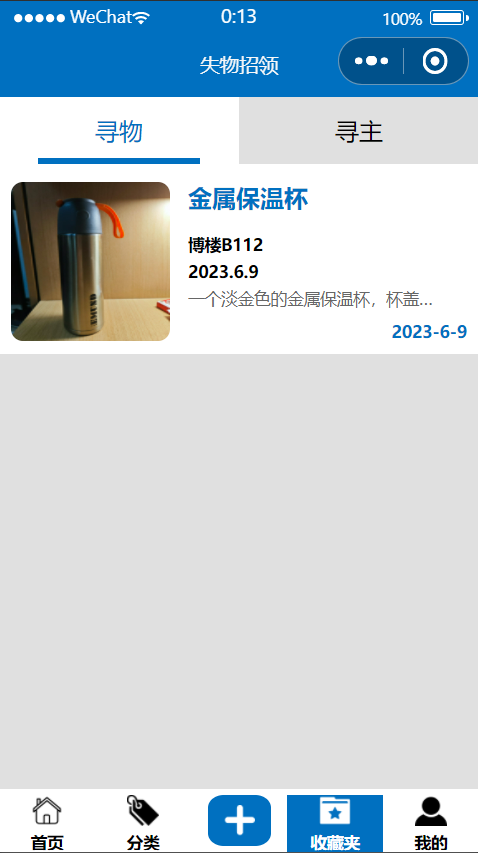 WeChat 0:13 100%
失物招领
寻物 寻主
金属保温杯
博楼B112
2023.6.9
一个淡金色的金属保温杯，杯盖...
2023-6-9
首页 分类 收藏夹 我的